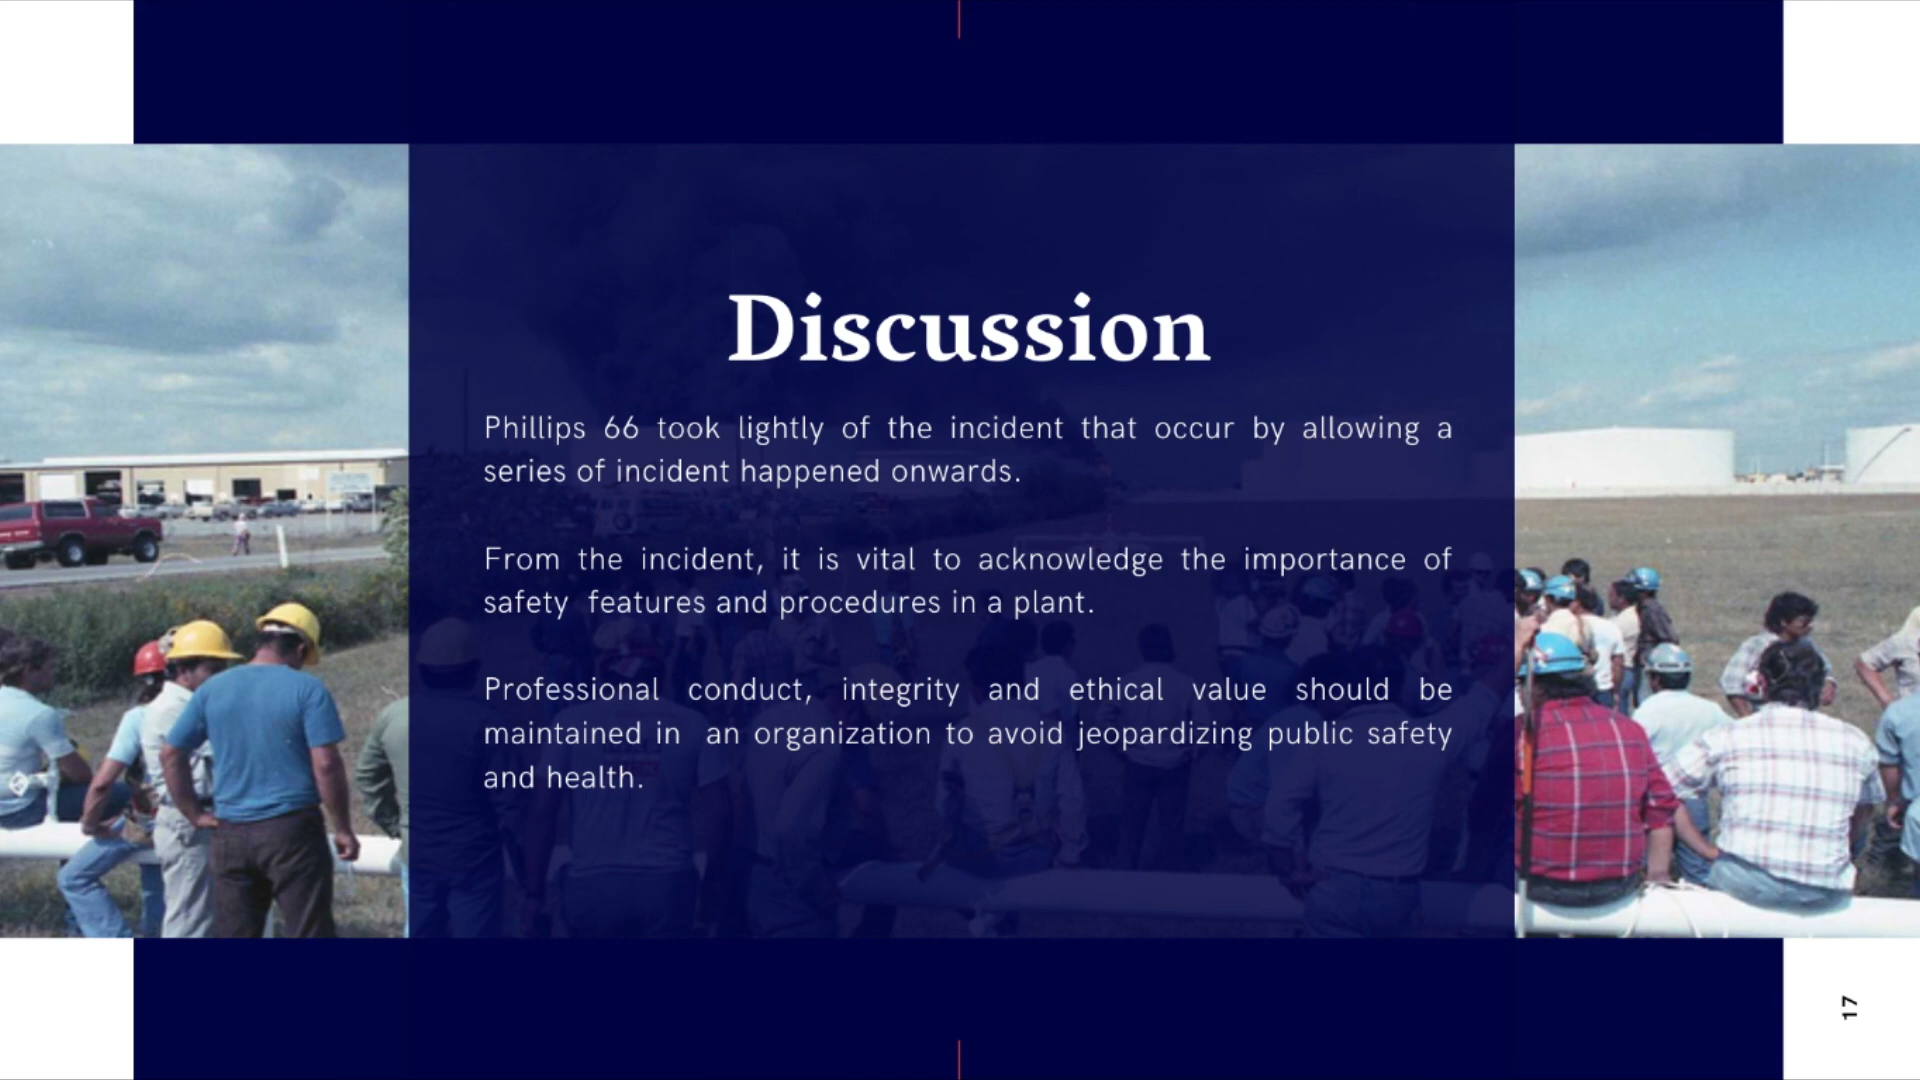 Discussion
Phillips 66 took lightly of the incident that occur by allowing a
series of incident happened onwards.
From the incident, it is vital to acknowledge the importance of
safety features and procedures in a plant.
Professional conduct, integrity and ethical value should be
maintained in an organization to avoid jeopardizing public safety
and health.
17